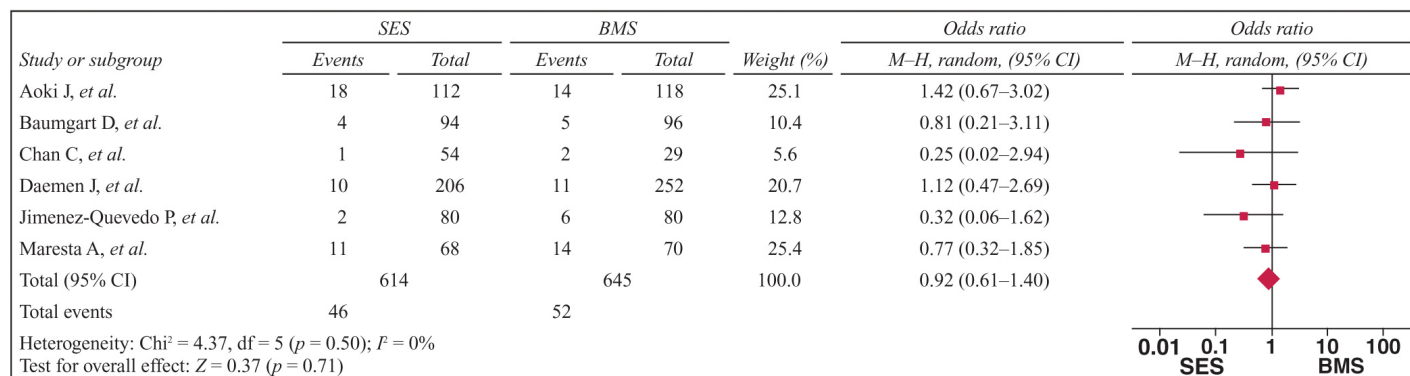 SES BMS Odds ratio Odds ratio
Study or subgroup Events Total Events Total Weight (%) M–H, random, (95% CI) M–H, random, (95% CI)
Aoki J, et al. 18 112 14 118 25.1 1.42 (0.67–3.02)
Baumgart D, et al. 4 94 5 96 10.4 0.81 (0.21–3.11)
Chan C, et al. 1 54 2 29 5.6 0.25 (0.02–2.94)
Daemen J, et al. 10 206 11 252 20.7 1.12 (0.47–2.69)
Jimenez-Quevedo P, et al. 2 80 6 80 12.8 0.32 (0.06–1.62)
Maresta A, et al. 11 68 14 70 25.4 0.77 (0.32–1.85)
Total (95% CI) 614 645 100.0 0.92 (0.61–1.40)
Total events 46 52
Heterogeneity: Chi² = 4.37, df = 5 (p = 0.50); I² = 0%
Test for overall effect: Z = 0.37 (p = 0.71)
0.01 0.1 1 10 100
SES BMS